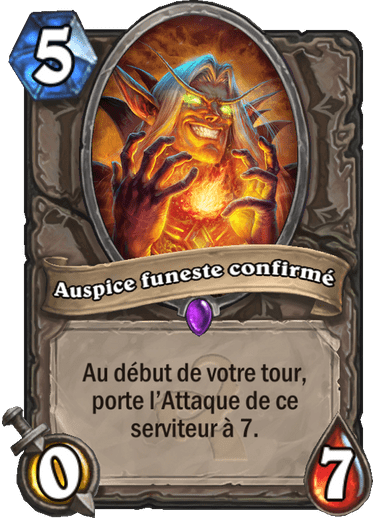 5
Auspice funeste confirmé
Au début de votre tour,
porte l'Attaque de ce
serviteur à 7.
0
7